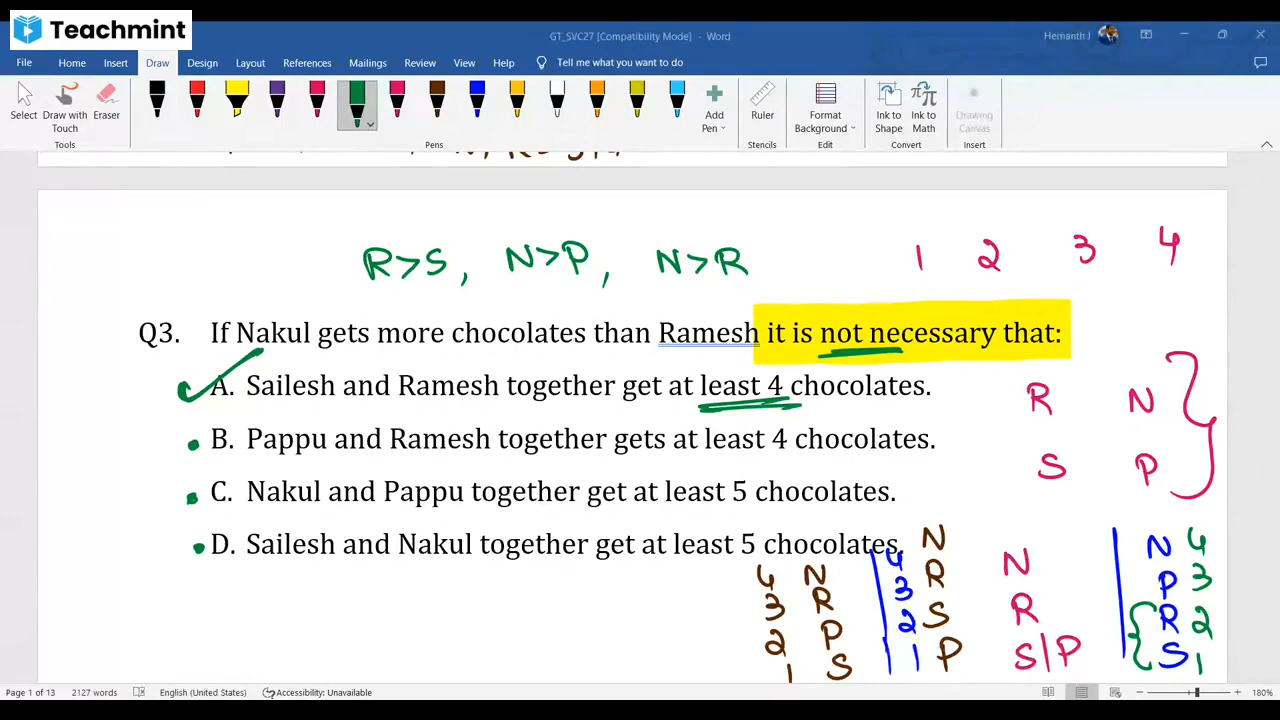 Teachmint
GT_SVC27 [Compatibility Mode] - Word
Hemanth J
File Home Insert Draw Design Layout References Mailings Review View Help Tell me what you want to do
Select Draw with Touch Eraser Add Pen Ruler Format Background Ink to Shape Ink to Math Drawing Canvas
Tools Pens Stencils Edit Convert Insert
R>S, N>P, N>R 1 2 3 4
Q3. If Nakul gets more chocolates than Ramesh it is not necessary that:
A. Sailesh and Ramesh together get at least 4 chocolates.
R N
B. Pappu and Ramesh together gets at least 4 chocolates.
S P
C. Nakul and Pappu together get at least 5 chocolates.
D. Sailesh and Nakul together get at least 5 chocolates.
4 N 4 N N N 4
3 R 3 R R P 3
2 P 2 S S|P R 2
1 S 1 P S 1
Page 1 of 13 2127 words English (United States) Accessibility: Unavailable 180%